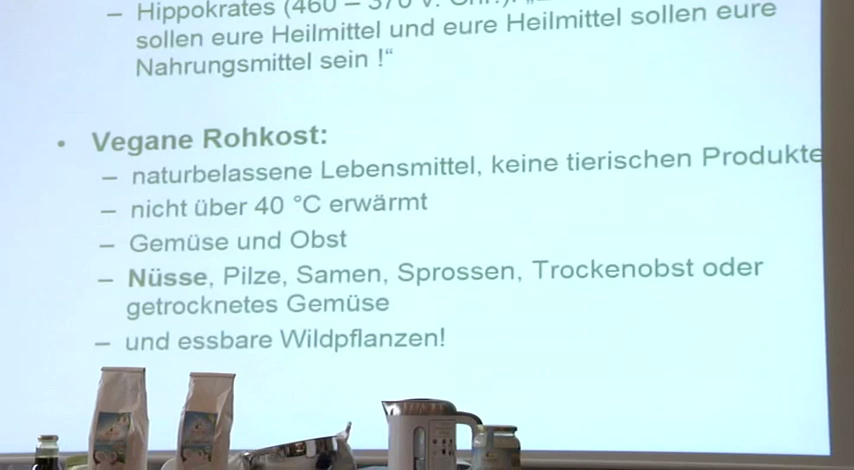 – Hippokrates (460 – 370 v. Chr.):
sollen eure Heilmittel und eure Heilmittel sollen eure
Nahrungsmittel sein !“
• Vegane Rohkost:
– naturbelassene Lebensmittel, keine tierischen Produkte
– nicht über 40 °C erwärmt
– Gemüse und Obst
– Nüsse, Pilze, Samen, Sprossen, Trockenobst oder
getrocknetes Gemüse
– und essbare Wildpflanzen!